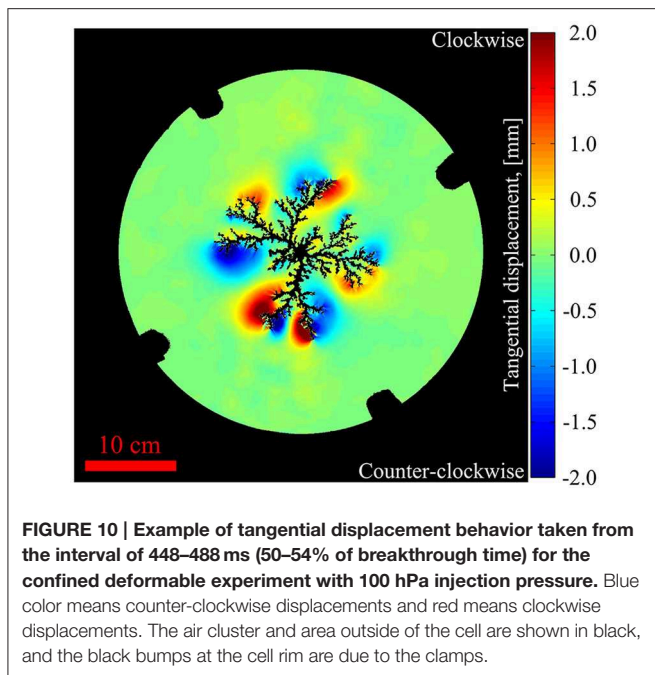 Clockwise
2.0
1.5
1.0
0.5
0.0
-0.5
-1.0
-1.5
-2.0
Tangential displacement, [mm]
10 cm
Counter-clockwise
FIGURE 10 | Example of tangential displacement behavior taken from
the interval of 448–488 ms (50–54% of breakthrough time) for the
confined deformable experiment with 100 hPa injection pressure. Blue
color means counter-clockwise displacements and red means clockwise
displacements. The air cluster and area outside of the cell are shown in black,
and the black bumps at the cell rim are due to the clamps.